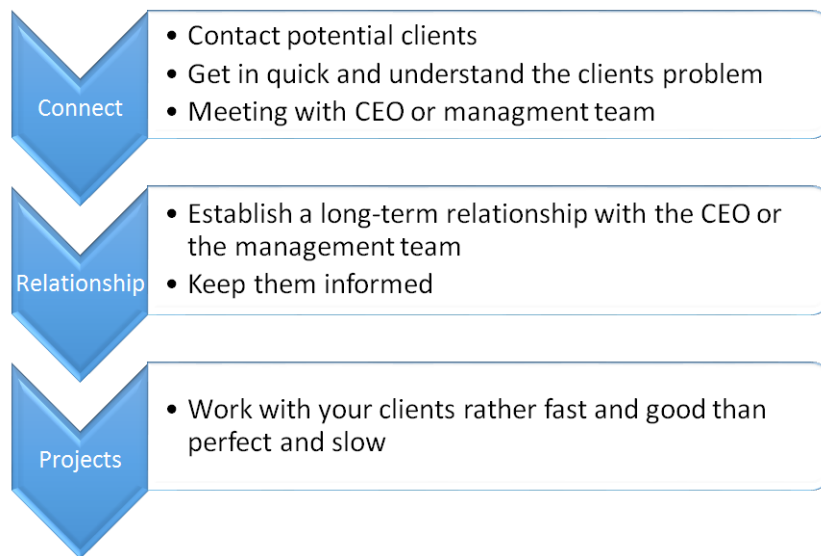 Connect
• Contact potential clients
• Get in quick and understand the clients problem
• Meeting with CEO or managment team
Relationship
• Establish a long-term relationship with the CEO or
the management team
• Keep them informed
Projects
• Work with your clients rather fast and good than
perfect and slow